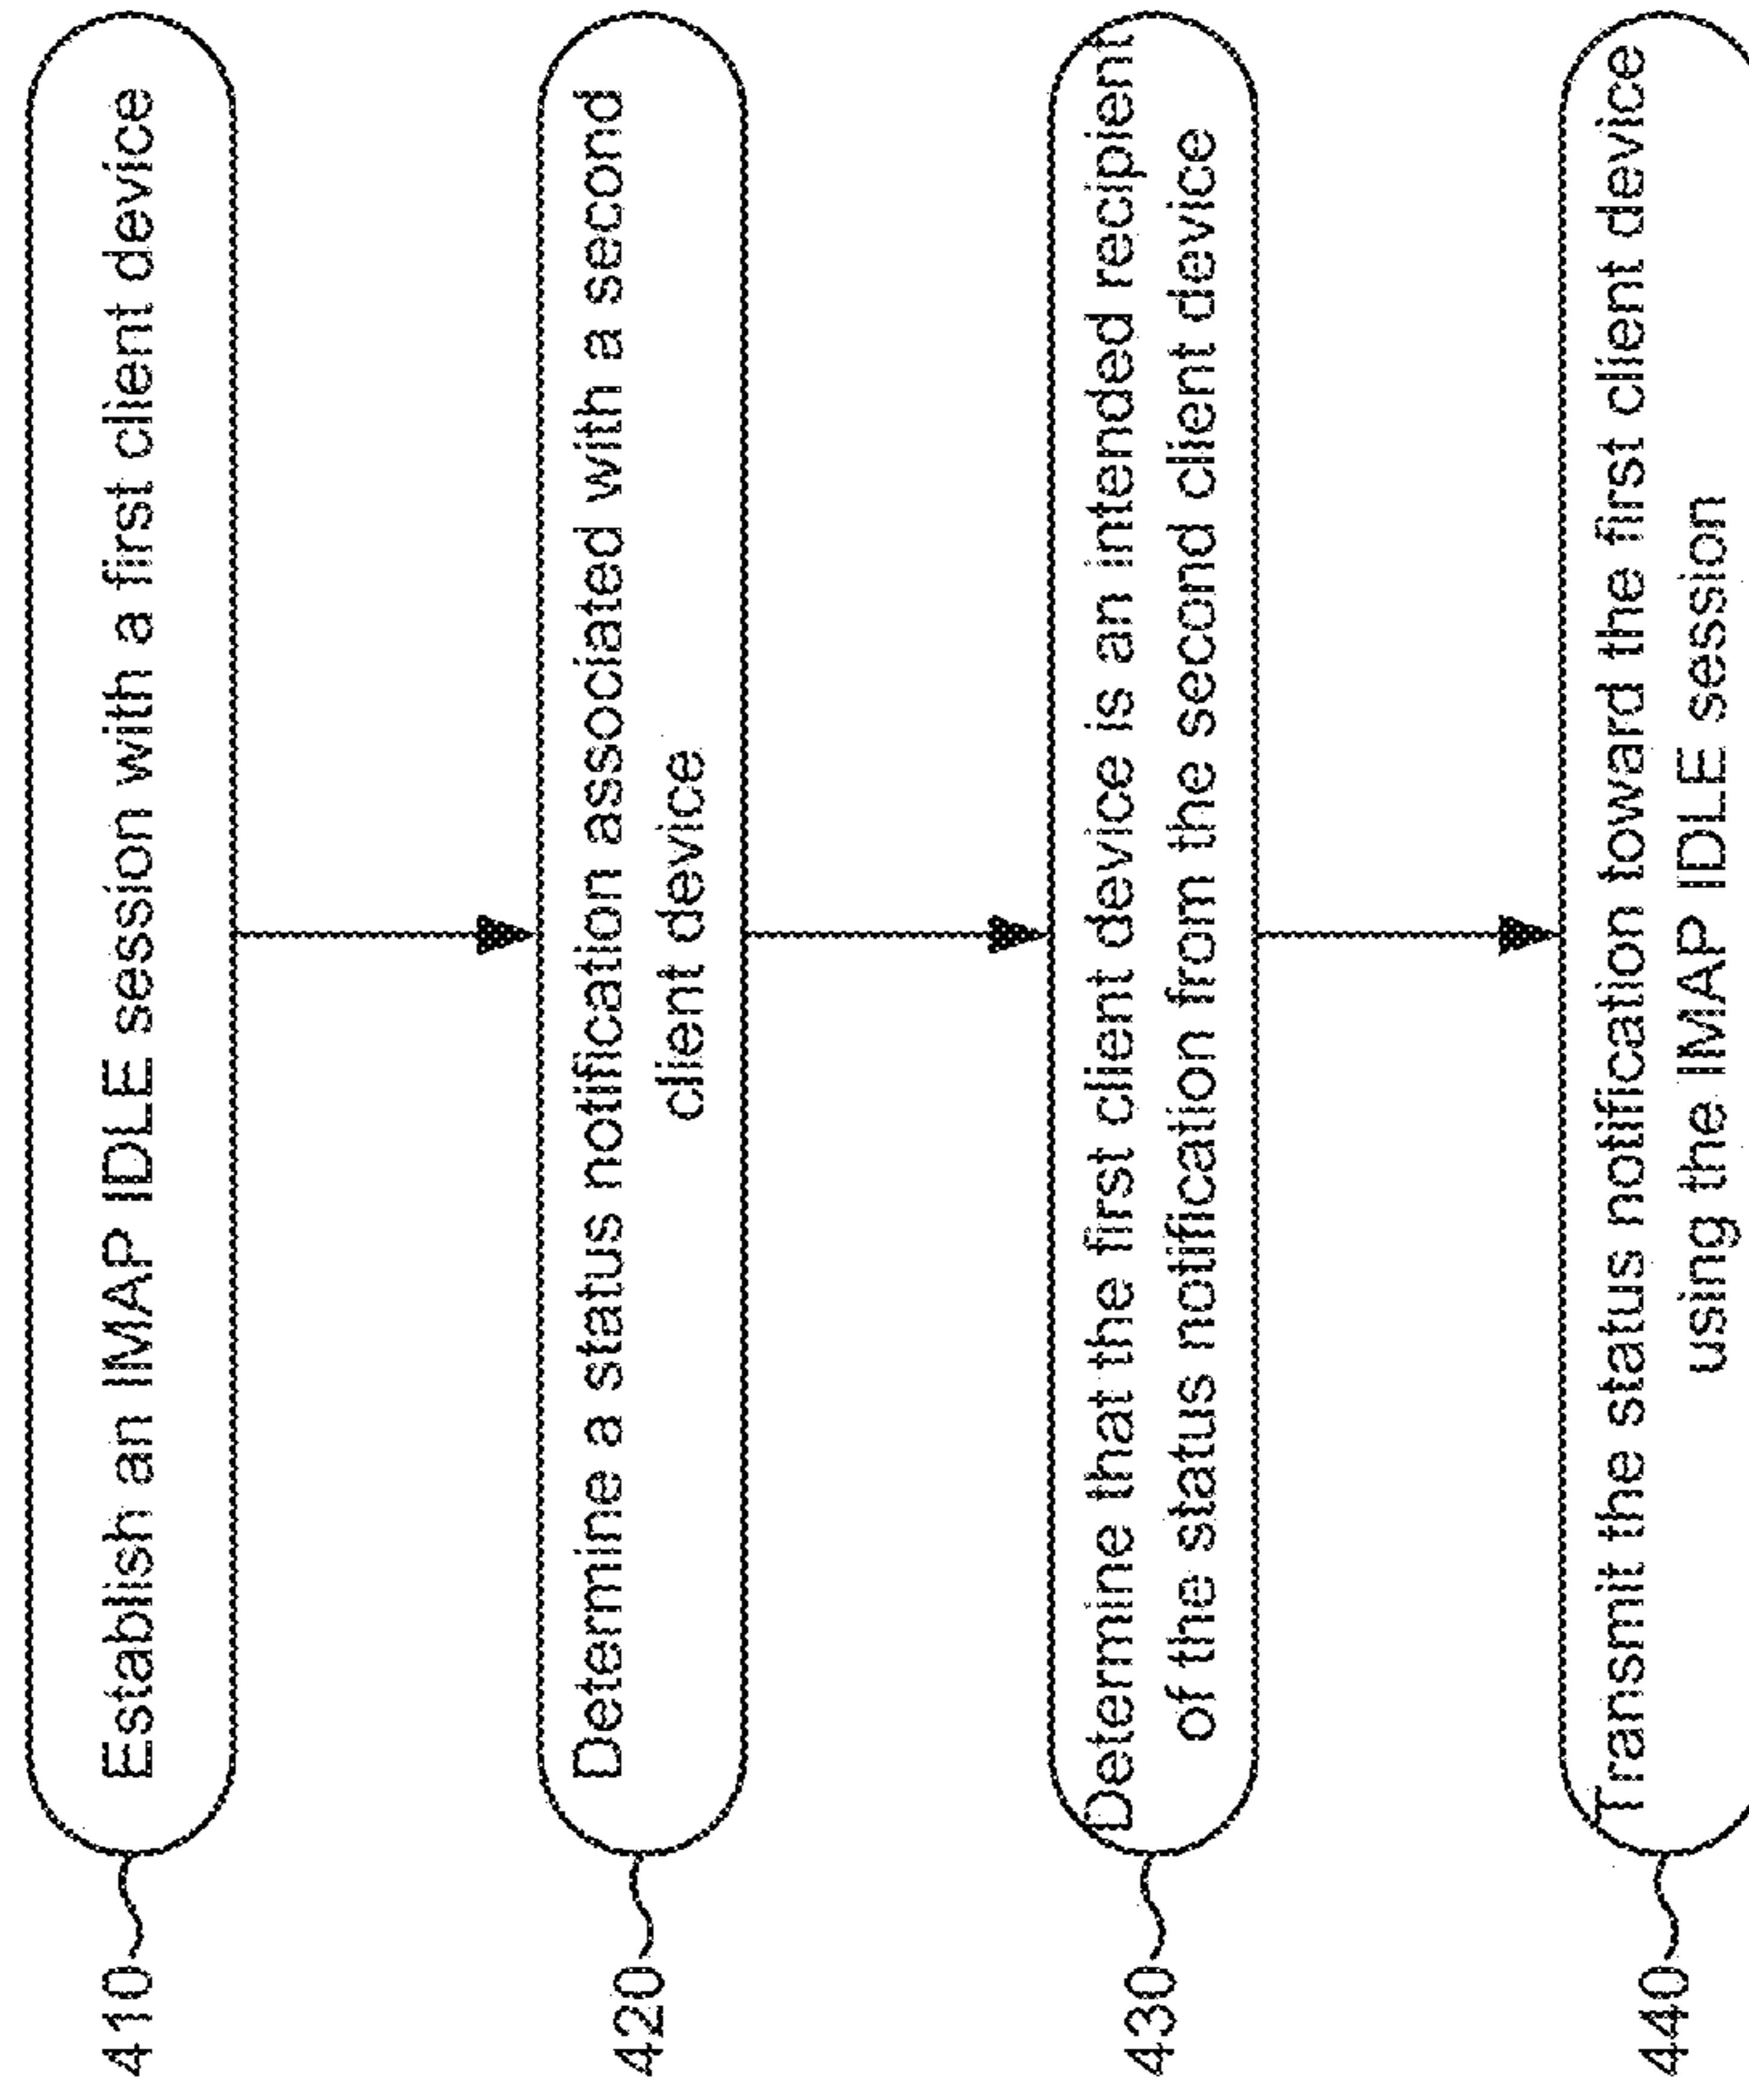 410
Establish an IMAP IDLE session with a first client device
420
Determine a status notification associated with a second
client device
430
Determine that the first client device is an intended recipient
of the status notification from the second client device
440
Transmit the status notification toward the first client device
using the IMAP IDLE session